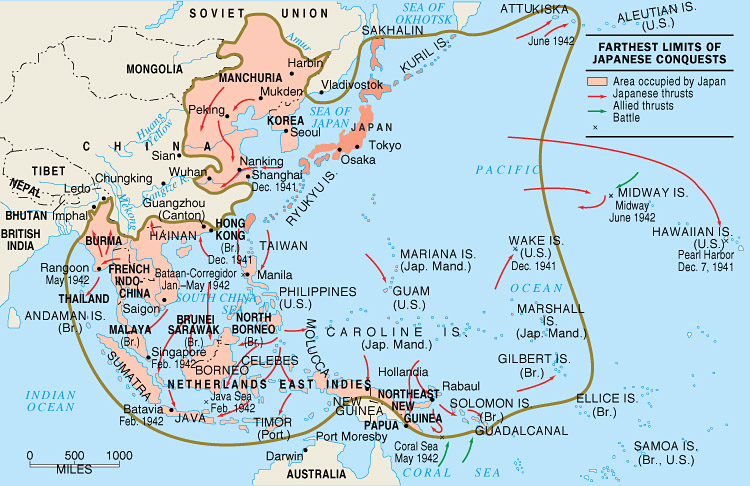 SOVIET UNION
SEA OF
OKHOTSK
ATTU
KISKA
June 1942
ALEUTIAN IS.
(U.S.)
SAKHALIN
KURIL IS.
FARTHEST LIMITS OF
JAPANESE CONQUESTS
Area occupied by Japan
Japanese thrusts
Allied thrusts
Battle
Amur
MONGOLIA
Harbin
MANCHURIA
Mukden
Vladivostok
Peking
SEA OF
JAPAN
KOREA
Seoul
JAPAN
Tokyo
Osaka
Huang
Yellow
CHINA
Sian
Nanking
Shanghai
Dec. 1941
Wuhan
Yangtze R.
Chungking
TIBET
NEPAL
Ledo
BHUTAN
Imphal
BRITISH
INDIA
Mekong
Guangzhou
(Canton)
HONG
KONG
(Br.)
Dec. 1941
RYUKYU IS.
TAIWAN
HAINAN
BURMA
Rangoon
May 1942
FRENCH
INDO-
CHINA
THAILAND
Saigon
Bataan-Corregidor
Jan.–May 1942
Manila
SOUTH CHINA
SEA
PHILIPPINES
(U.S.)
PACIFIC
OCEAN
MIDWAY IS.
Midway
June 1942
HAWAIIAN IS.
(U.S.)
Pearl Harbor
Dec. 7, 1941
WAKE IS.
(U.S.)
Dec. 1941
MARIANA IS.
(Jap. Mand.)
GUAM
(U.S.)
MARSHALL
IS.
(Jap. Mand.)
CAROLINE IS.
(Jap. Mand.)
GILBERT IS.
(Br.)
ELLICE IS.
(Br.)
SAMOA IS.
(Br., U.S.)
ANDAMAN IS.
(Br.)
MALAYA
(Br.)
BRUNEI
SARAWAK
(Br.)
NORTH
BORNEO
(Br.)
Singapore
Feb. 1942
SUMATRA
BORNEO
CELEBES
MOLUCCA
NETHERLANDS EAST INDIES
Java Sea
Feb. 1942
Batavia
Feb. 1942
JAVA
TIMOR
(Port.)
Darwin
AUSTRALIA
Hollandia
NEW
GUINEA
NORTHEAST
NEW
GUINEA
PAPUA
Port Moresby
Rabaul
SOLOMON IS.
(Br.)
GUADALCANAL
Coral Sea
May 1942
CORAL SEA
INDIAN
OCEAN
0 500 1000
MILES